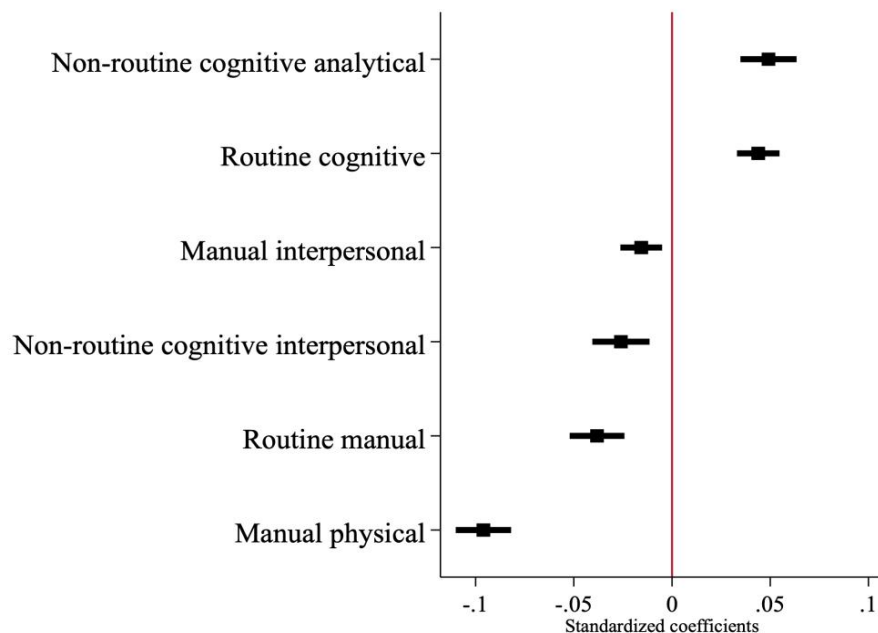 Non-routine cognitive analytical
Routine cognitive
Manual interpersonal
Non-routine cognitive interpersonal
Routine manual
Manual physical
-.1 -.05 0 .05 .1
Standardized coefficients